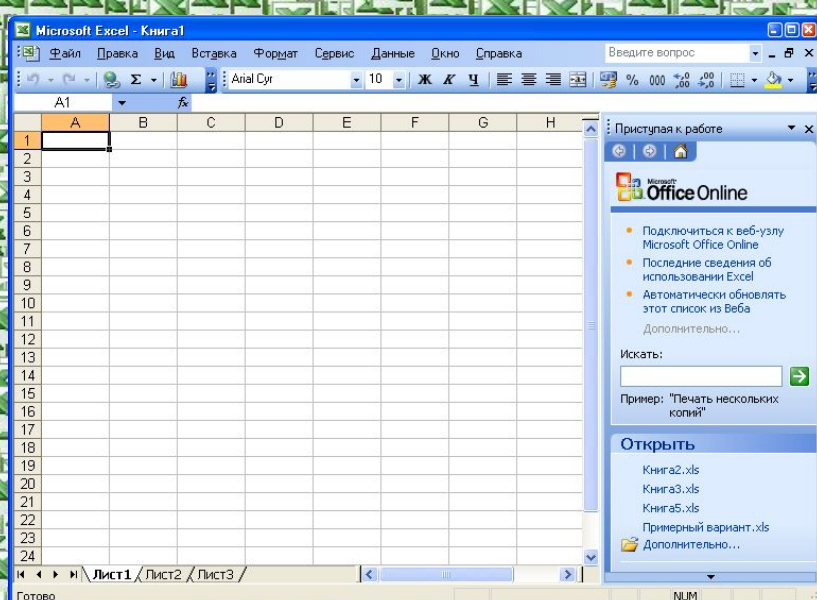 Microsoft Excel - Книга1
Файл Правка Вид Вставка Формат Сервис Данные Окно Справка Введите вопрос
Σ Arial Cyr 10 Ж К Ч % 000 ,00 ,00
A1 fx
A B C D E F G H
1
2
3
4
5
6
7
8
9
10
11
12
13
14
15
16
17
18
19
20
21
22
23
24
Лист1 Лист2 Лист3
Готово NUM
Приступая к работе
Microsoft
Office Online
Подключиться к веб-узлу
Microsoft Office Online
Последние сведения об
использовании Excel
Автоматически обновлять
этот список из Веба
Дополнительно...
Искать:
Пример: "Печать нескольких
копий"
Открыть
Книга2.xls
Книга3.xls
Книга5.xls
Примерный вариант.xls
Дополнительно...